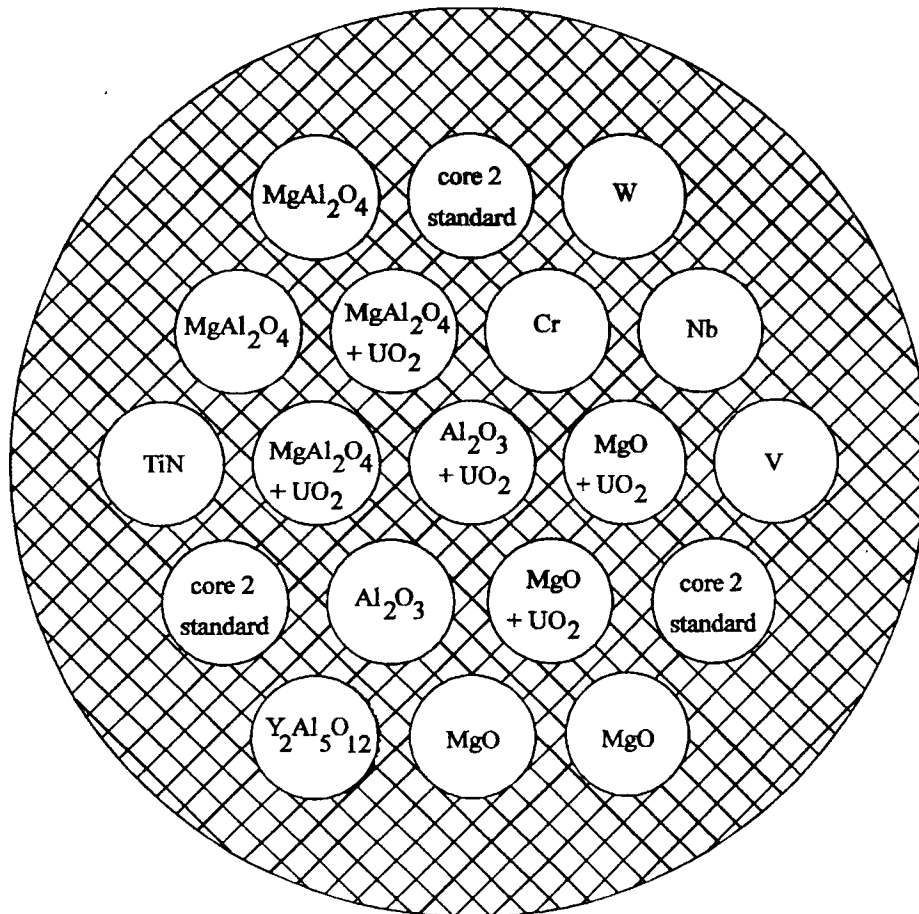 MgAl₂O₄
core 2
standard
W
MgAl₂O₄
MgAl₂O₄
+ UO₂
Cr
Nb
TiN
MgAl₂O₄
+ UO₂
Al₂O₃
+ UO₂
MgO
+ UO₂
V
core 2
standard
Al₂O₃
MgO
+ UO₂
core 2
standard
Y₂Al₅O₁₂
MgO
MgO